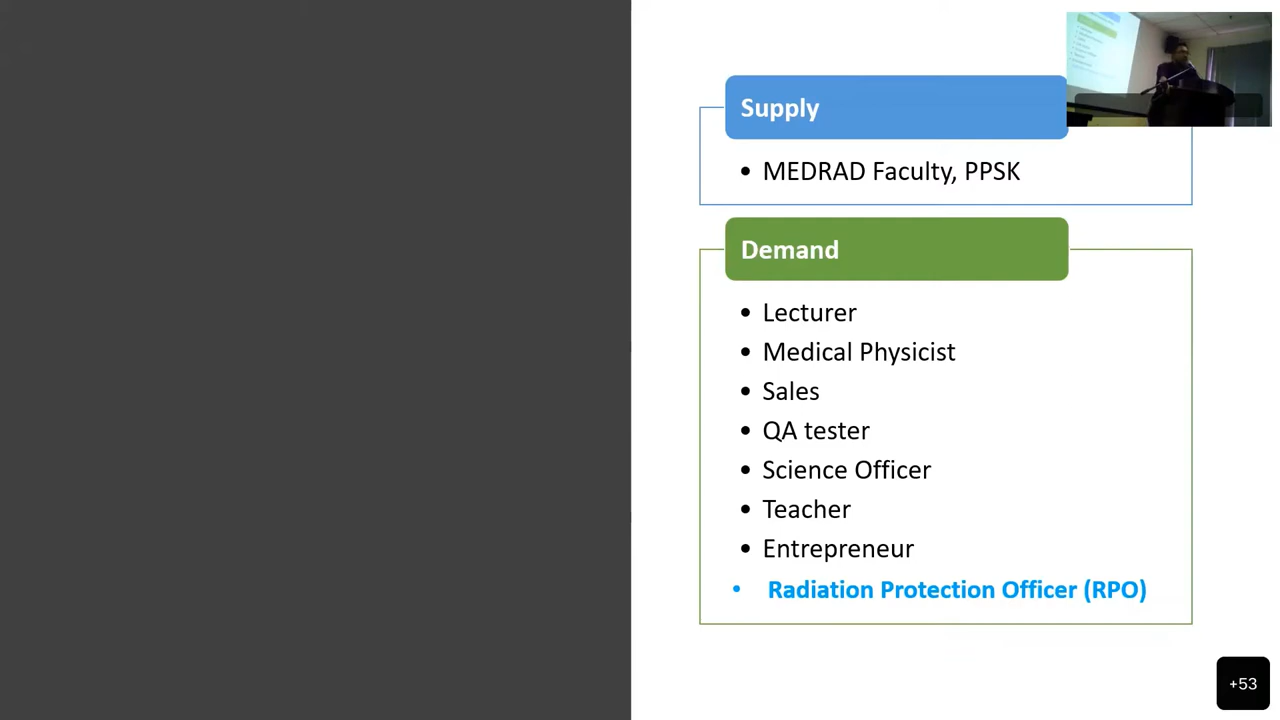 Supply
• MEDRAD Faculty, PPSK
Demand
• Lecturer
• Medical Physicist
• Sales
• QA tester
• Science Officer
• Teacher
• Entrepreneur
• Radiation Protection Officer (RPO)
+53